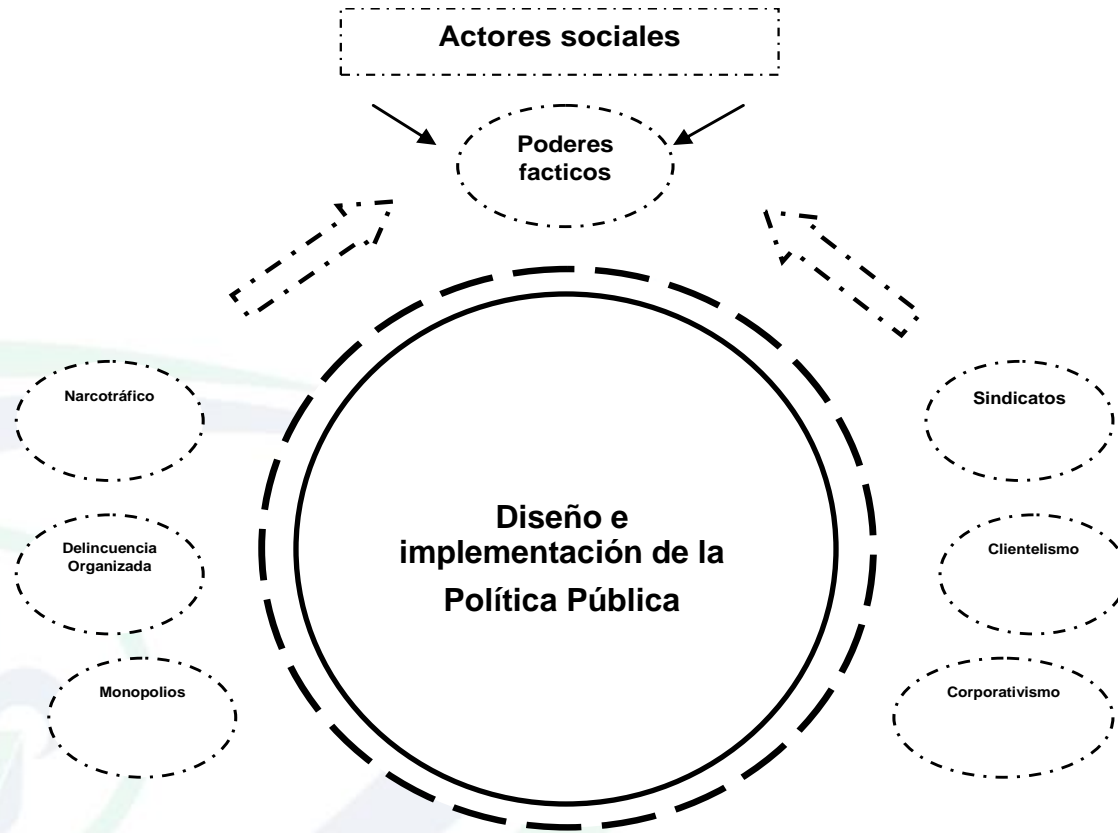 Actores sociales
Poderes
facticos
Narcotráfico
Sindicatos
Diseño e
implementación de la
Política Pública
Delincuencia
Organizada
Clientelismo
Monopolios
Corporativismo